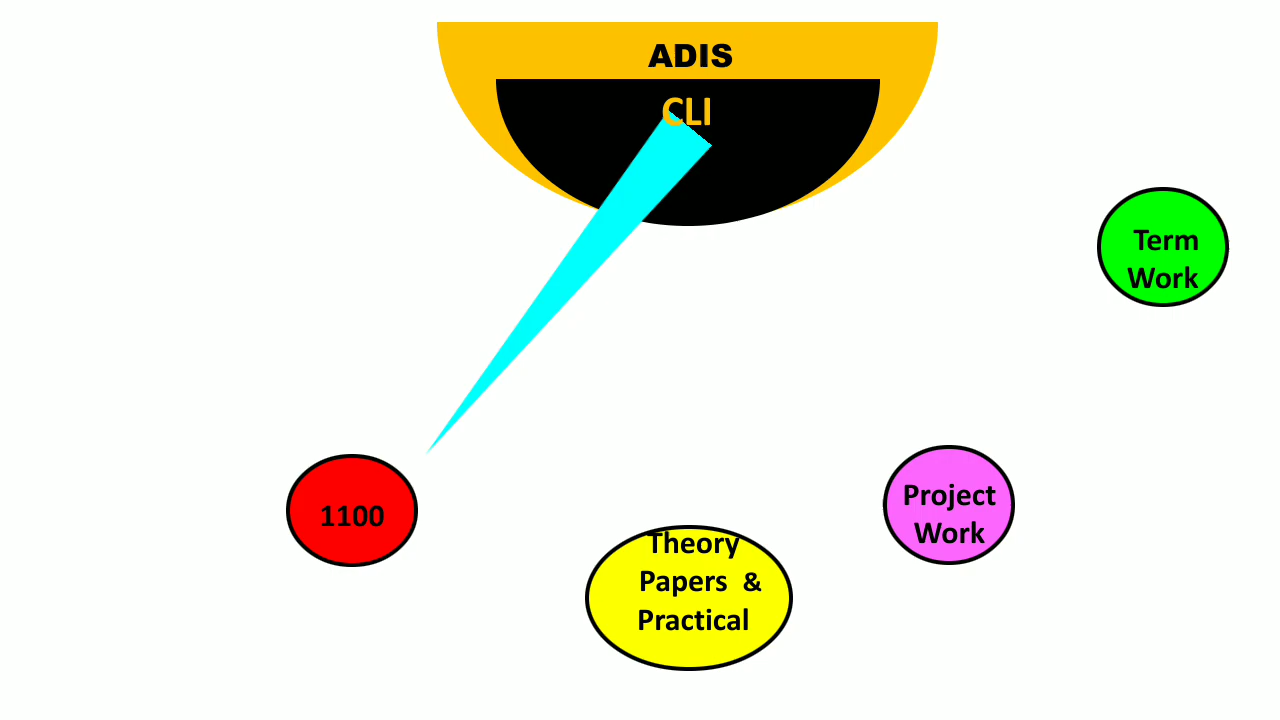 ADIS
CLI
Term
Work
1100
Project
Work
Theory
Papers &
Practical